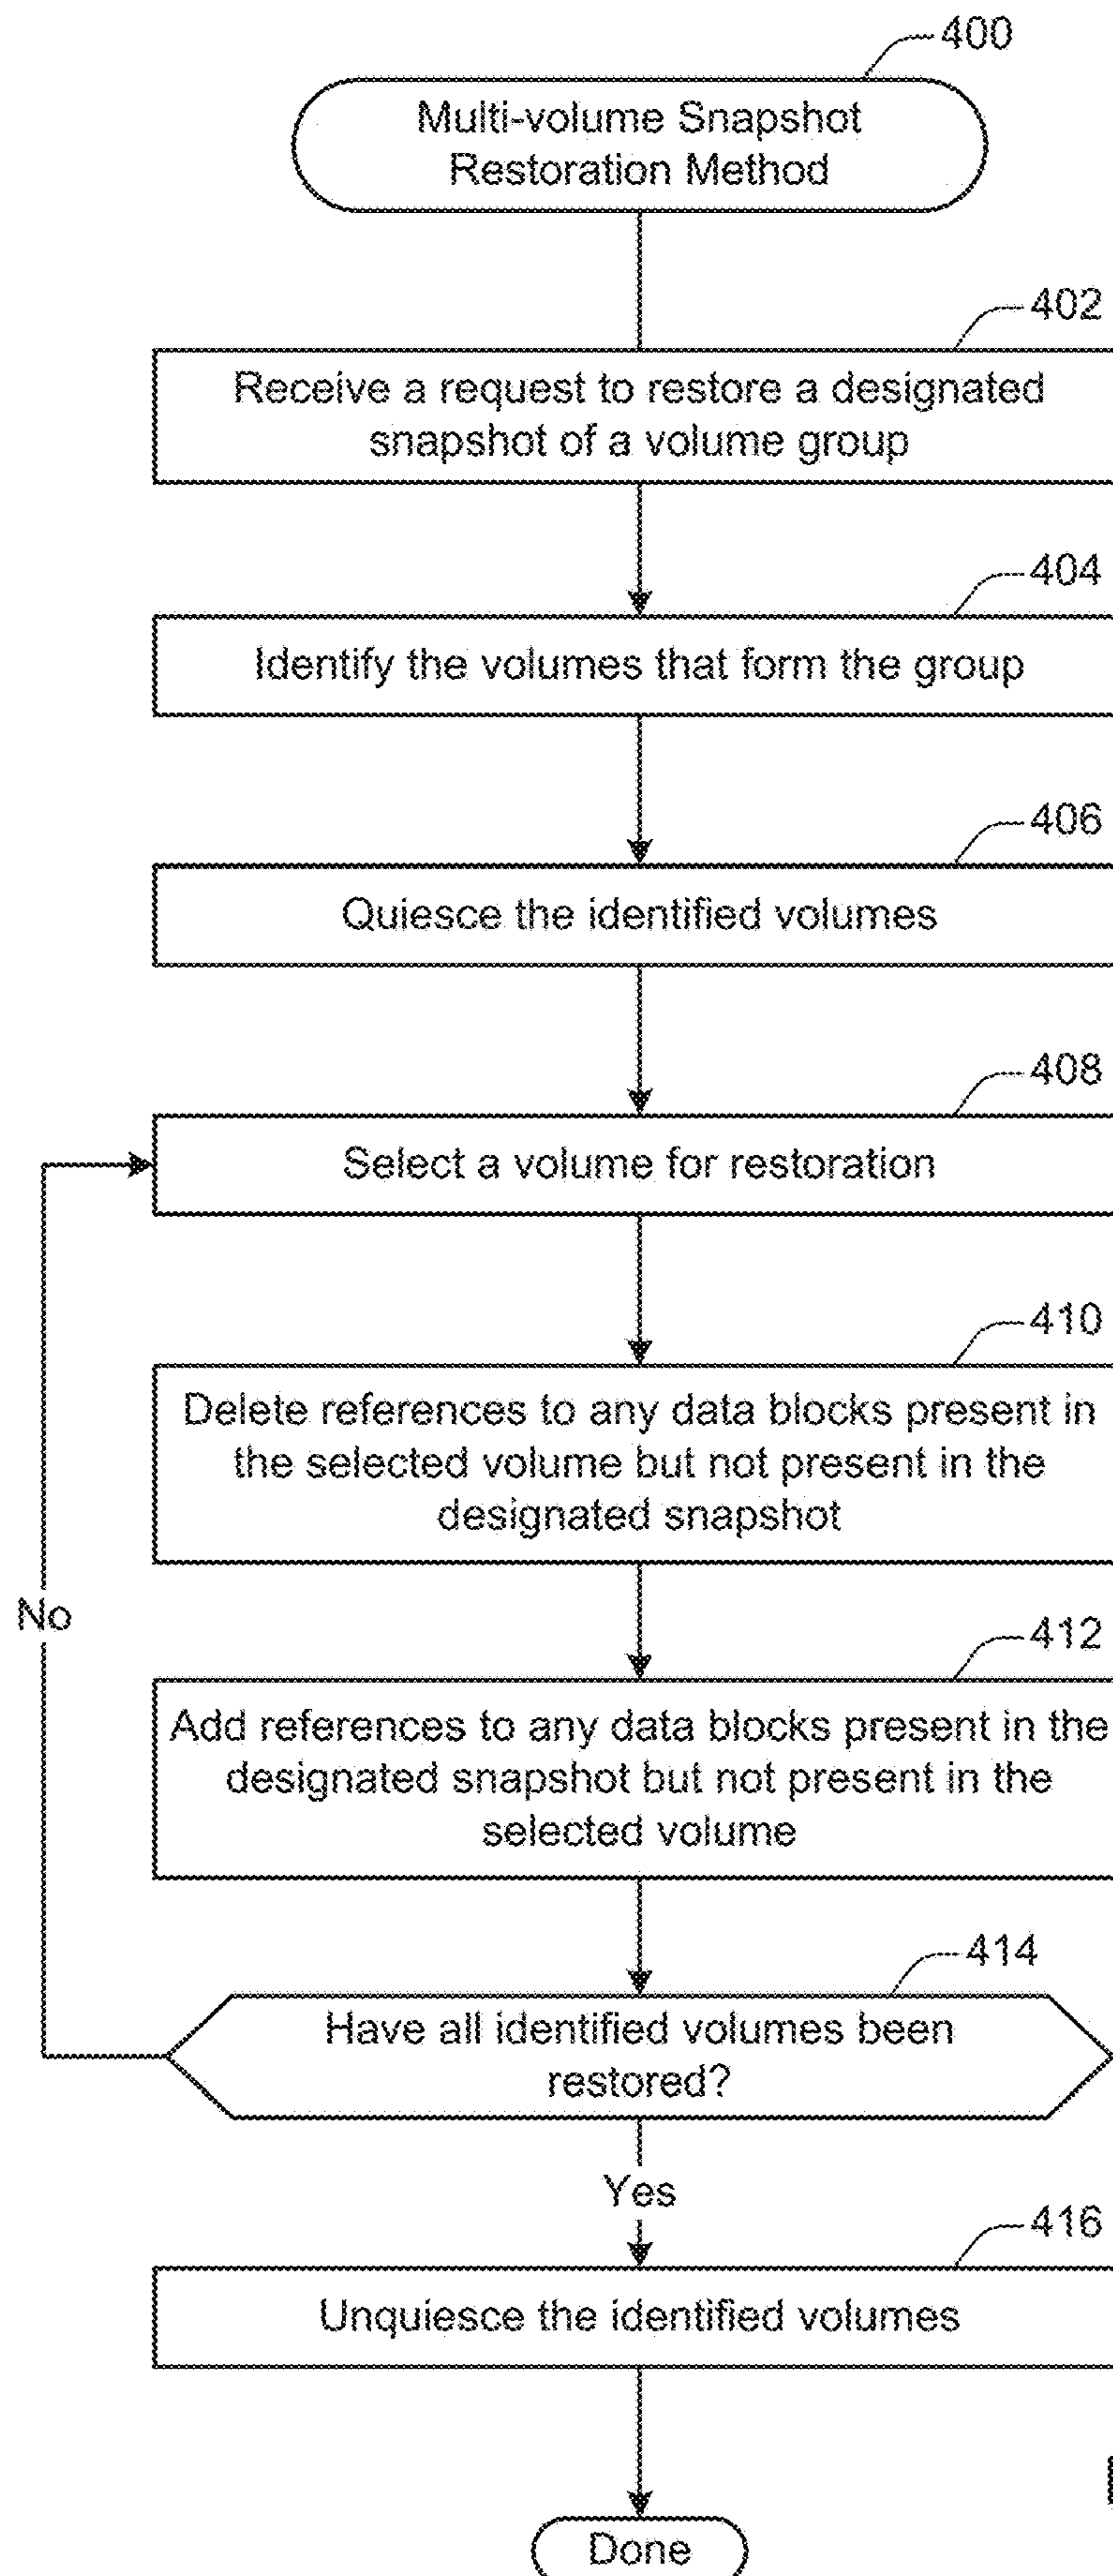 400
Multi-volume Snapshot
Restoration Method
402
Receive a request to restore a designated
snapshot of a volume group
404
Identify the volumes that form the group
406
Quiesce the identified volumes
408
Select a volume for restoration
410
Delete references to any data blocks present in
the selected volume but not present in the
designated snapshot
No
412
Add references to any data blocks present in the
designated snapshot but not present in the
selected volume
414
Have all identified volumes been
restored?
Yes
416
Unquiesce the identified volumes
Done